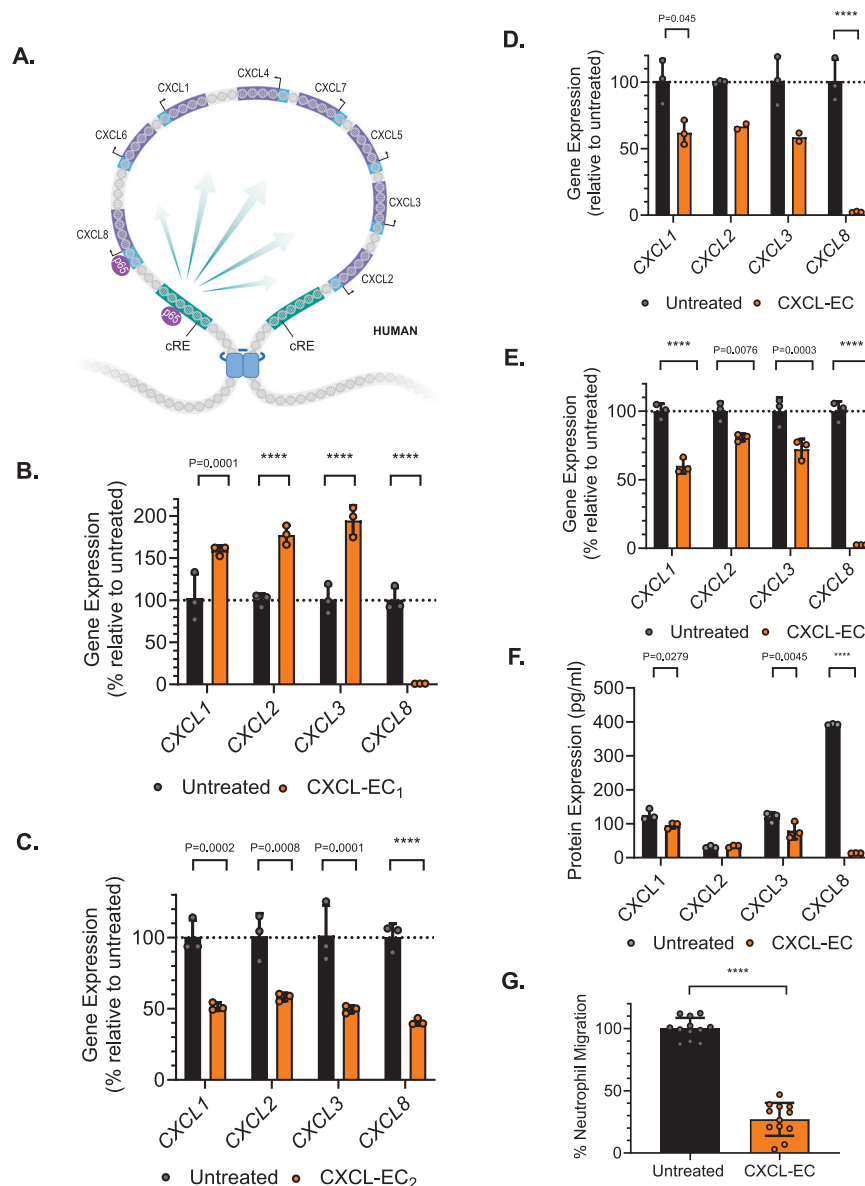 A.
CXCL4
CXCL1
CXCL7
CXCL6
CXCL5
CXCL3
CXCL8
p65
CXCL2
p65
HUMAN
cRE
cRE
B.
P=0.0001
****
****
****
Gene Expression
(% relative to untreated)
200
150
100
50
0
CXCL1
CXCL2
CXCL3
CXCL8
Untreated
CXCL-EC1
C.
P=0.0002
P=0.0008
P=0.0001
****
Gene Expression
(% relative to untreated)
100
50
0
CXCL1
CXCL2
CXCL3
CXCL8
Untreated
CXCL-EC2
D.
P=0.045
****
Gene Expression
(relative to untreated)
100
50
0
CXCL1
CXCL2
CXCL3
CXCL8
Untreated
CXCL-EC
E.
****
P=0.0076
P=0.0003
****
Gene Expression
(% relative to untreated)
100
50
0
CXCL1
CXCL2
CXCL3
CXCL8
Untreated
CXCL-EC
F.
P=0.0279
P=0.0045
****
Protein Expression (pg/ml)
500
400
300
200
100
0
CXCL1
CXCL2
CXCL3
CXCL8
Untreated
CXCL-EC
G.
****
% Neutrophil Migration
100
50
0
Untreated
CXCL-EC